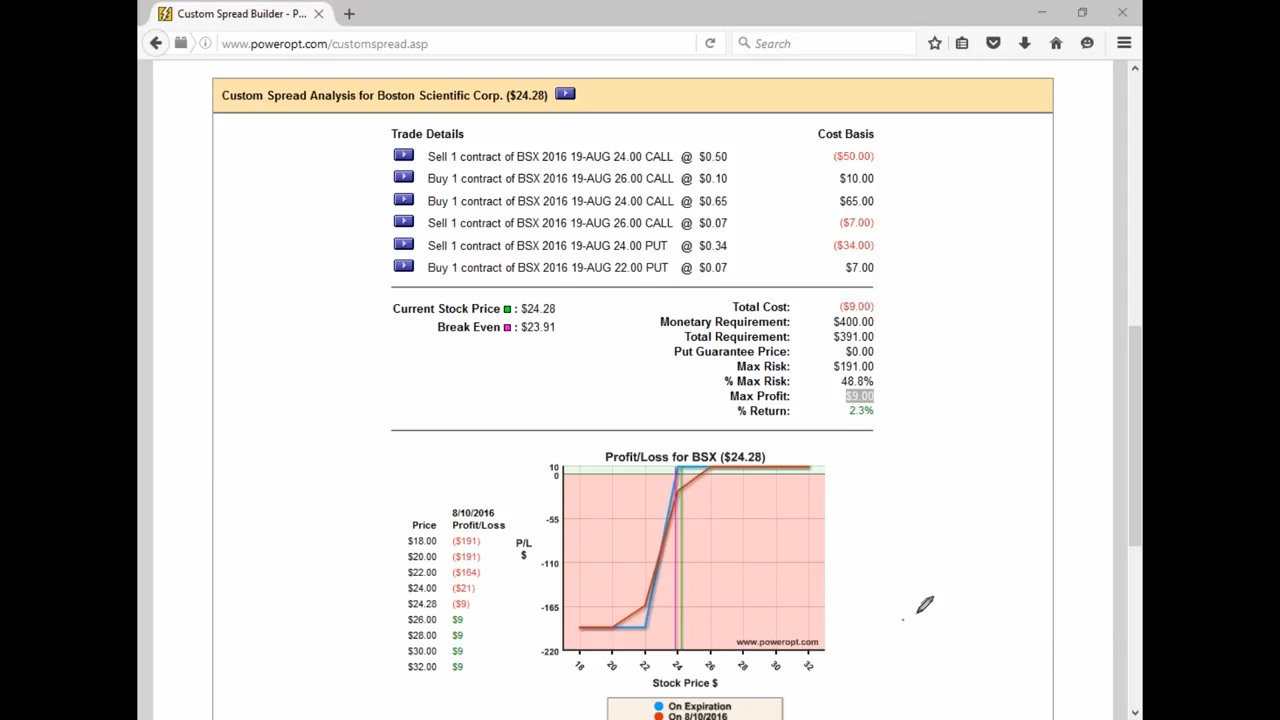 Custom Spread Builder - P...
www.poweropt.com/customspread.asp
Search
Custom Spread Analysis for Boston Scientific Corp. ($24.28)
Trade Details Cost Basis
Sell 1 contract of BSX 2016 19-AUG 24.00 CALL @ $0.50 ($50.00)
Buy 1 contract of BSX 2016 19-AUG 26.00 CALL @ $0.10 $10.00
Buy 1 contract of BSX 2016 19-AUG 24.00 CALL @ $0.65 $65.00
Sell 1 contract of BSX 2016 19-AUG 26.00 CALL @ $0.07 ($7.00)
Sell 1 contract of BSX 2016 19-AUG 24.00 PUT @ $0.34 ($34.00)
Buy 1 contract of BSX 2016 19-AUG 22.00 PUT @ $0.07 $7.00
Current Stock Price : $24.28
Break Even : $23.91
Total Cost: ($9.00)
Monetary Requirement: $400.00
Total Requirement: $391.00
Put Guarantee Price: $0.00
Max Risk: $191.00
% Max Risk: 48.8%
Max Profit: $9.00
% Return: 2.3%
8/10/2016
Price Profit/Loss
$18.00 ($191)
$20.00 ($191)
$22.00 ($164)
$24.00 ($21)
$24.28 ($9)
$26.00 $9
$28.00 $9
$30.00 $9
$32.00 $9
Profit/Loss for BSX ($24.28)
P/L
$
10
0
-55
-110
-165
-220
www.poweropt.com
18 20 22 24 26 28 30 32
Stock Price $
On Expiration
On 8/10/2016